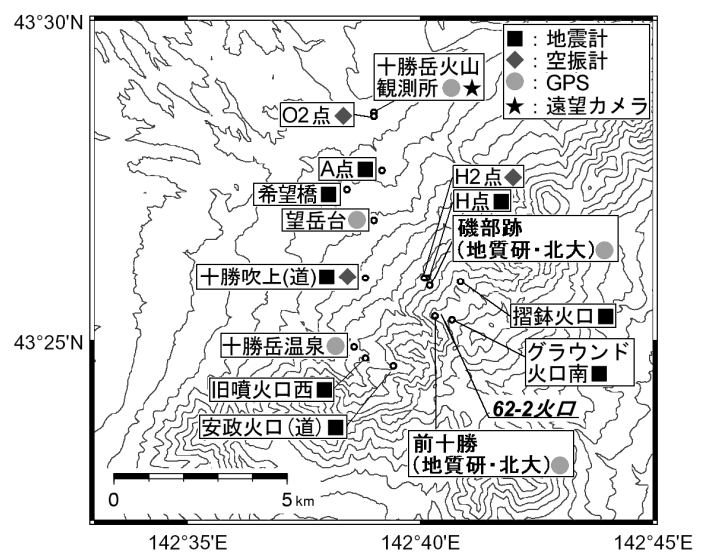 43°30'N
■：地震計
◆：空振計
●：GPS
★：遠望カメラ
十勝岳火山
観測所●★
O2点◆
A点■
希望橋■
望岳台●
H2点◆
H点■
磯部跡
(地質研・北大)●
十勝吹上(道)■◆
摺鉢火口■
43°25'N
十勝岳温泉●
グラウンド
火口南■
旧噴火口西■
62-2火口
安政火口(道)■
前十勝
(地質研・北大)●
0 5 km
142°35'E 142°40'E 142°45'E